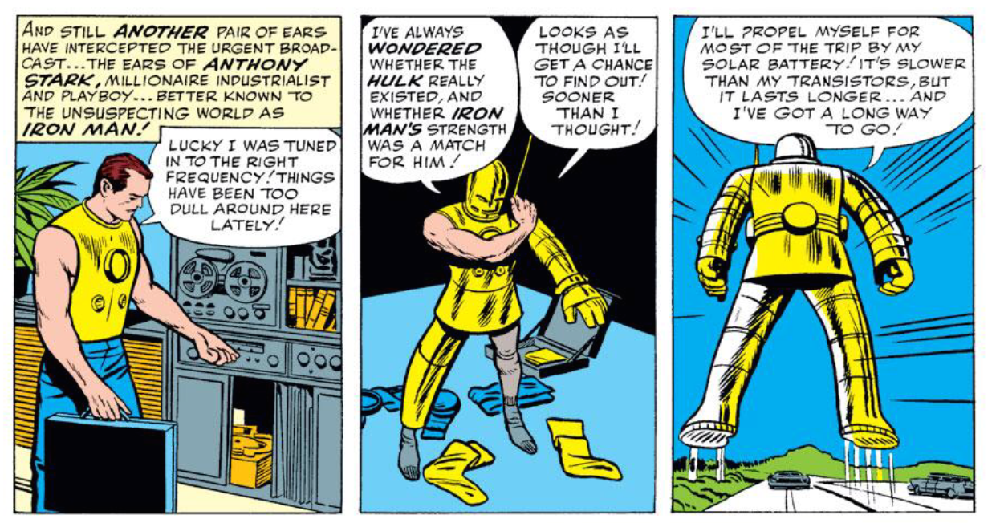 AND STILL ANOTHER PAIR OF EARS
HAVE INTERCEPTED THE URGENT BROAD-
CAST...THE EARS OF ANTHONY
STARK, MILLIONAIRE INDUSTRIALIST
AND PLAYBOY...BETTER KNOWN TO
THE UNSUSPECTING WORLD AS
IRON MAN!
LUCKY I WAS TUNED
IN TO THE RIGHT
FREQUENCY! THINGS
HAVE BEEN TOO
DULL AROUND HERE
LATELY!
I'VE ALWAYS
WONDERED
WHETHER THE
HULK REALLY
EXISTED, AND
WHETHER IRON
MAN'S STRENGTH
WAS A MATCH
FOR HIM!
LOOKS AS
THOUGH I'LL
GET A CHANCE
TO FIND OUT!
SOONER
THAN I
THOUGHT!
I'LL PROPEL MYSELF FOR
MOST OF THE TRIP BY MY
SOLAR BATTERY! IT'S SLOWER
THAN MY TRANSISTORS, BUT
IT LASTS LONGER...AND
I'VE GOT A LONG WAY
TO GO!